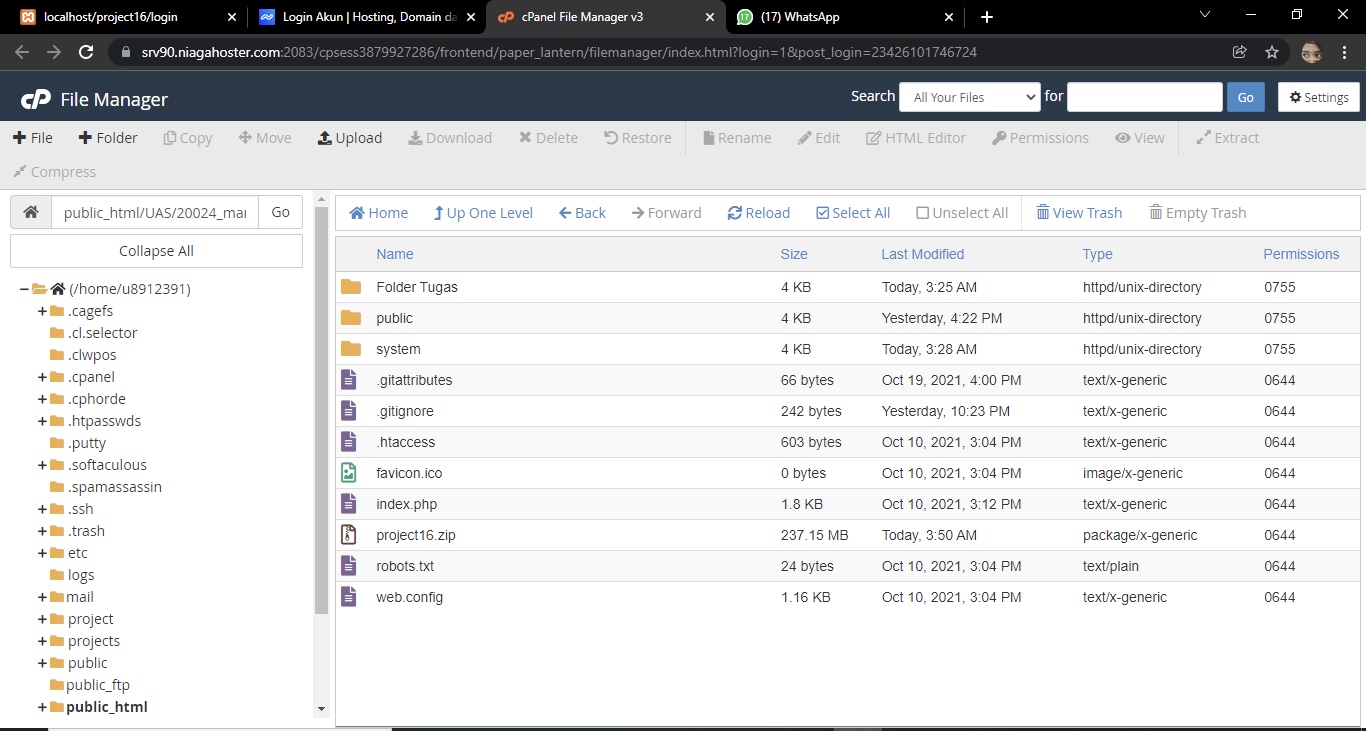 localhost/project16/login
Login Akun | Hosting, Domain da
cPanel File Manager v3
(17) WhatsApp
srv90.niagahoster.com:2083/cpsess3879927286/frontend/paper_lantern/filemanager/index.html?login=1&post_login=23426101746724
cP File Manager
Search All Your Files for Go Settings
File Folder Copy Move Upload Download Delete Restore Rename Edit HTML Editor Permissions View Extract
Compress
public_html/UAS/20024_mar Go
Collapse All
(/home/u8912391)
.cagefs
.cl.selector
.clwpos
.cpanel
.cphorde
.htpasswds
.putty
.softaculous
.spamassassin
.ssh
.trash
etc
logs
mail
project
projects
public
public_ftp
public_html
Home Up One Level Back Forward Reload Select All Unselect All View Trash Empty Trash
Name Size Last Modified Type Permissions
Folder Tugas 4 KB Today, 3:25 AM httpd/unix-directory 0755
public 4 KB Yesterday, 4:22 PM httpd/unix-directory 0755
system 4 KB Today, 3:28 AM httpd/unix-directory 0755
.gitattributes 66 bytes Oct 19, 2021, 4:00 PM text/x-generic 0644
.gitignore 242 bytes Yesterday, 10:23 PM text/x-generic 0644
.htaccess 603 bytes Oct 10, 2021, 3:04 PM text/x-generic 0644
favicon.ico 0 bytes Oct 10, 2021, 3:04 PM image/x-generic 0644
index.php 1.8 KB Oct 10, 2021, 3:12 PM text/x-generic 0644
project16.zip 237.15 MB Today, 3:50 AM package/x-generic 0644
robots.txt 24 bytes Oct 10, 2021, 3:04 PM text/plain 0644
web.config 1.16 KB Oct 10, 2021, 3:04 PM text/x-generic 0644